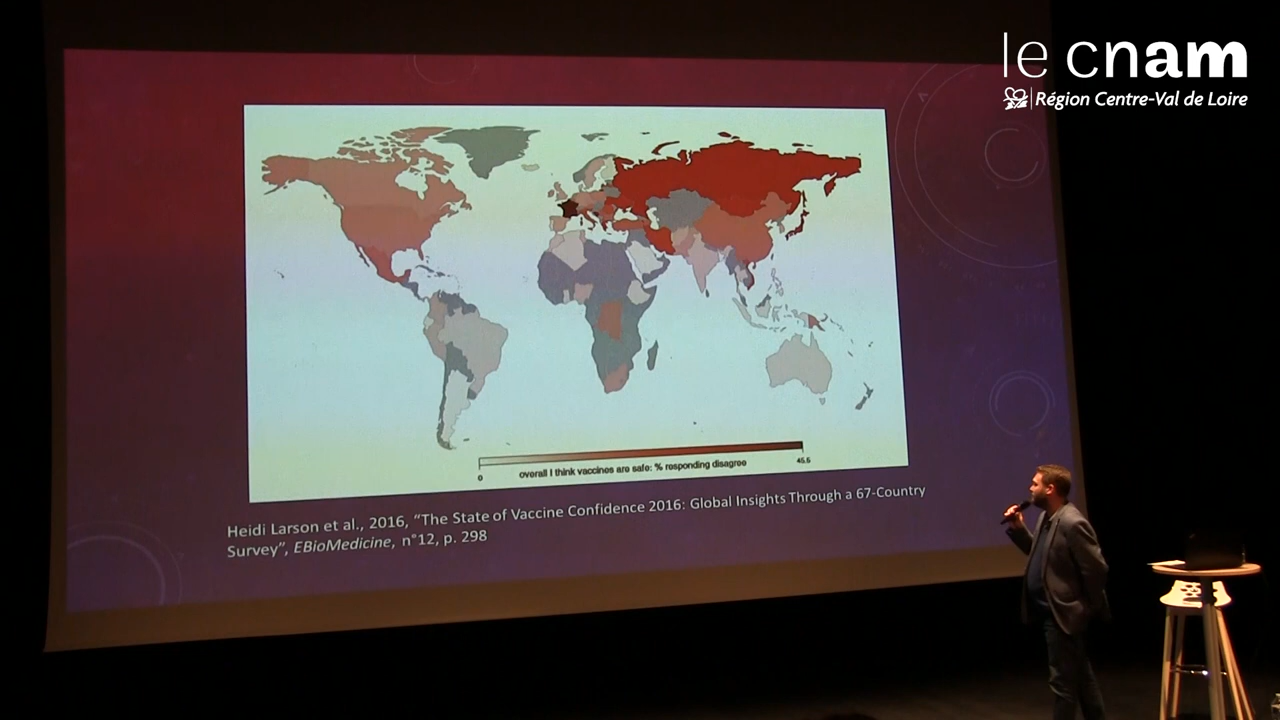 le cnam
Région Centre-Val de Loire
0
45.5
overall I think vaccines are safe: % responding disagree
Heidi Larson et al., 2016, “The State of Vaccine Confidence 2016: Global Insights Through a 67-Country
Survey”, EBioMedicine, n°12, p. 298